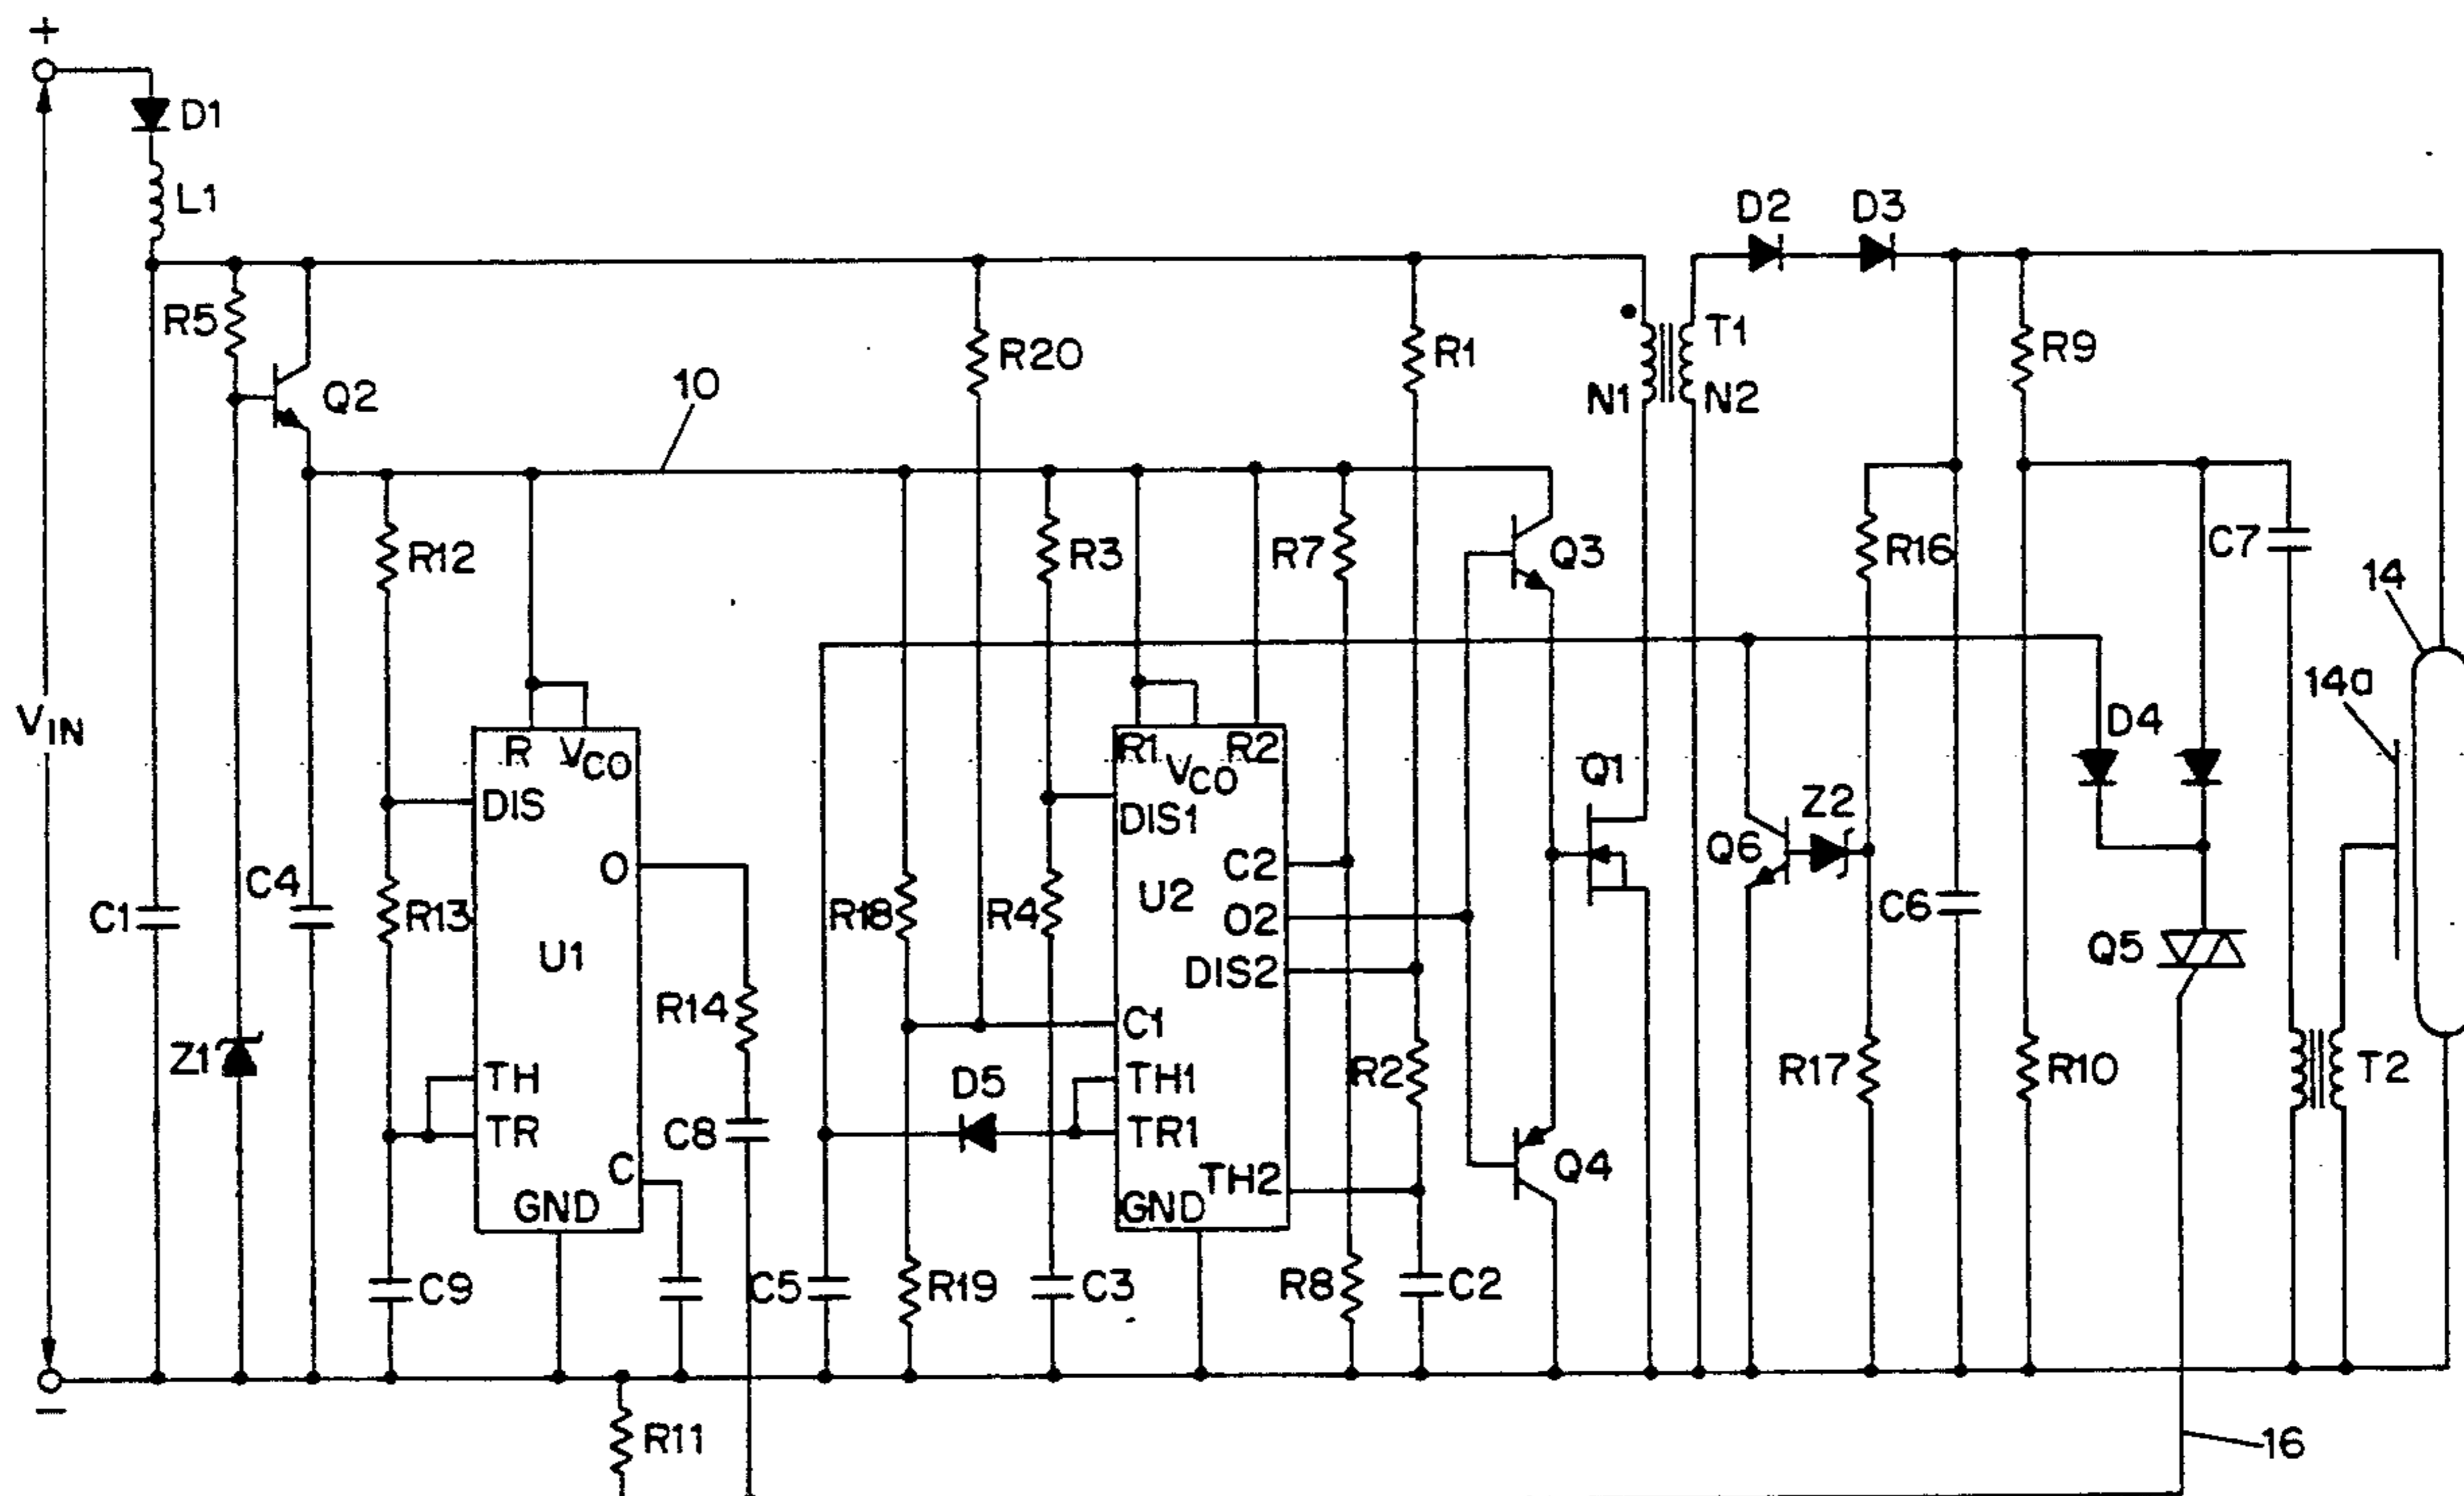 +
D1
L1
D2 D3
R5
R20
R1
T1
R9
Q2
10
N1 N2
R12
R3
R7
Q3
R16
C7
14
14a
VIN
D4
R VCO
R1 VCO R2
Q1
DIS
DIS1
Z2
O
C2
Q6
C4
C1
R13
R18
R4
U2
O2
C6
Q5
U1
DIS2
R14
C1
Z1
TH
D5
TH1
R2
R17
R10
T2
TR
C8
TR1
C
TH2
Q4
GND
GND
C9
C5
R19
C3
R8
C2
−
R11
16